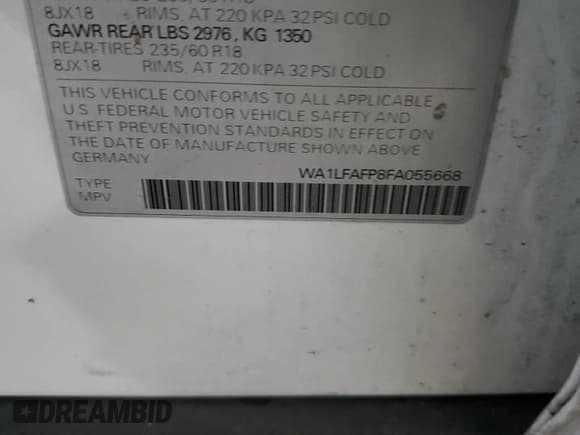 8JX18 RIMS, AT 220 KPA 32 PSI COLD
GAWR REAR LBS 2976, KG 1350
REAR-TIRES 235/60 R18
8JX18 RIMS, AT 220 KPA 32 PSI COLD
THIS VEHICLE CONFORMS TO ALL APPLICABLE
U.S. FEDERAL MOTOR VEHICLE SAFETY AND
THEFT PREVENTION STANDARDS IN EFFECT ON
THE DATE OF MANUFACTURE SHOWN ABOVE
GERMANY
WA1LFAFP8FA055668
TYPE
MPV
DREAMBID